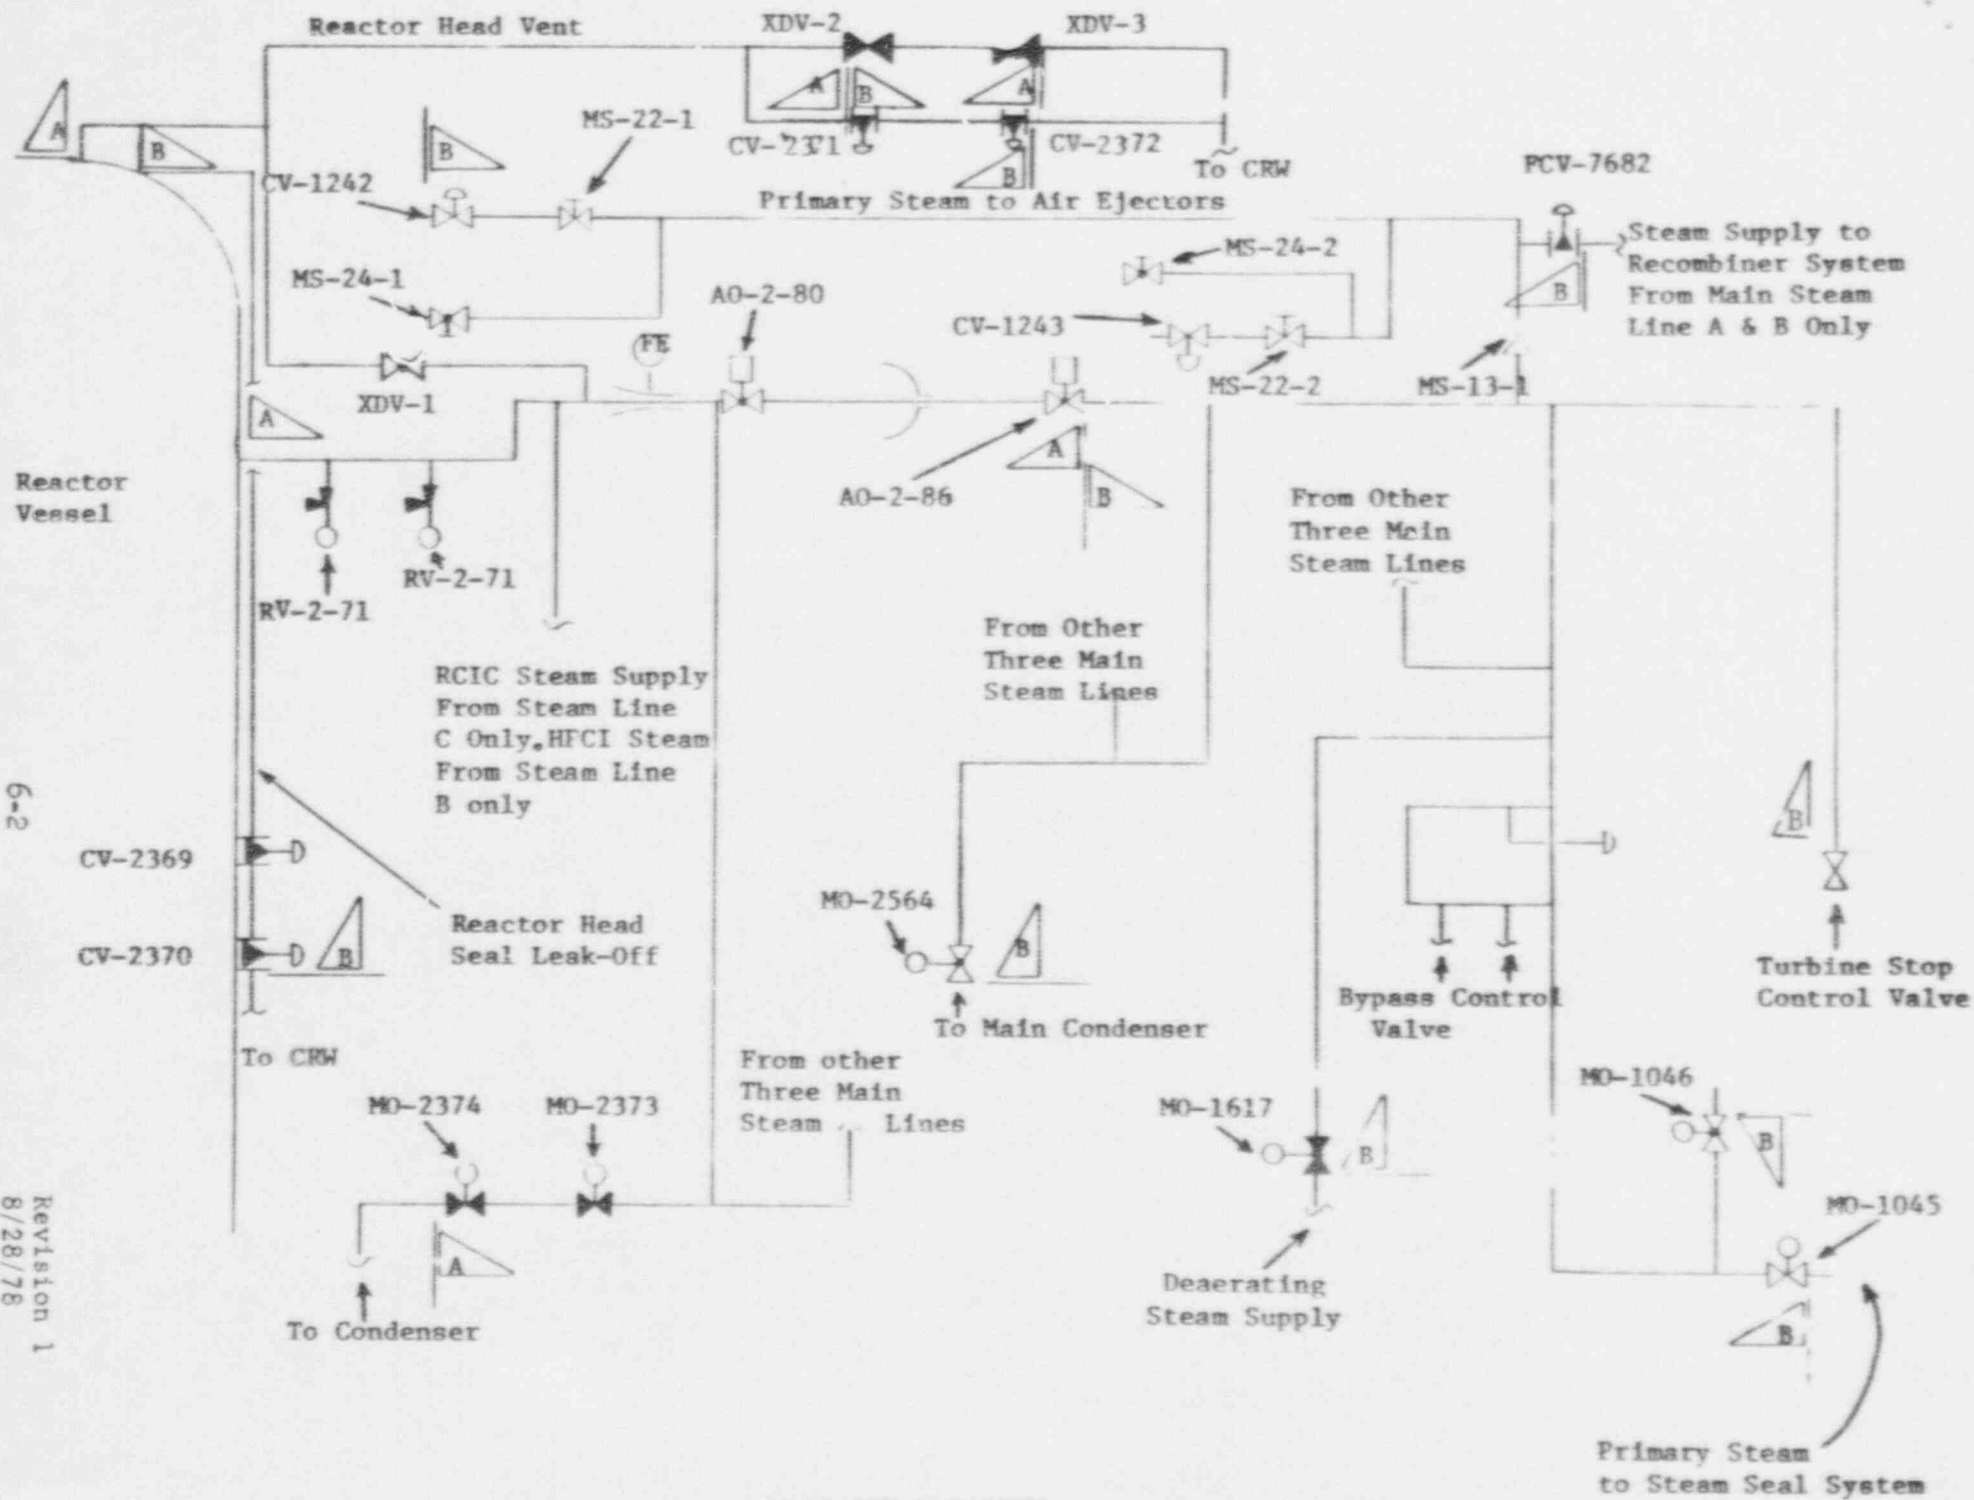 Reactor Head Vent
XDV-2
XDV-3
A
B
A
B
A
B
MS-22-1
CV-2371
CV-2372
B
To CRW
PCV-7682
CV-1242
Primary Steam to Air Ejectors
Steam Supply to
Recombiner System
From Main Steam
Line A & B Only
B
MS-24-2
MS-24-1
AO-2-80
CV-1243
FE
MS-22-2
MS-13-1
XDV-1
A
A
B
AO-2-86
Reactor
Vessel
RV-2-71
RV-2-71
From Other
Three Main
Steam Lines
From Other
Three Main
Steam Lines
RCIC Steam Supply
From Steam Line
C Only. HPCI Steam
From Steam Line
B only
B
CV-2369
MO-2564
Reactor Head
Seal Leak-Off
B
B
CV-2370
Turbine Stop
Control Valve
Bypass Control
Valve
To Main Condenser
To CRW
From other
Three Main
Steam Lines
MO-2374
MO-2373
MO-1617
B
MO-1046
B
MO-1045
A
To Condenser
Deaerating
Steam Supply
B
Primary Steam
to Steam Seal System
6-2
Revision 1
8/28/78